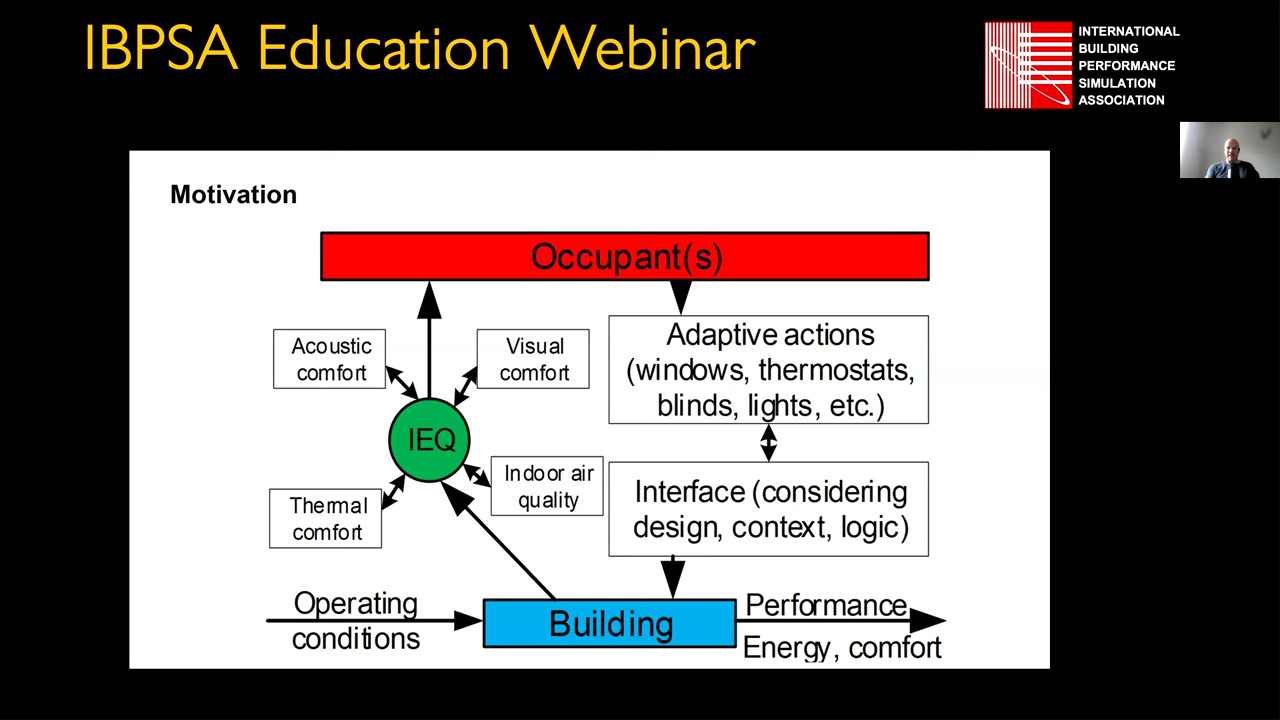 IBPSA Education Webinar
INTERNATIONAL
BUILDING
PERFORMANCE
SIMULATION
ASSOCIATION
Motivation
Occupant(s)
Acoustic
comfort
Visual
comfort
Adaptive actions
(windows, thermostats,
blinds, lights, etc.)
IEQ
Thermal
comfort
Indoor air
quality
Interface (considering
design, context, logic)
Operating
conditions
Building
Performance
Energy, comfort